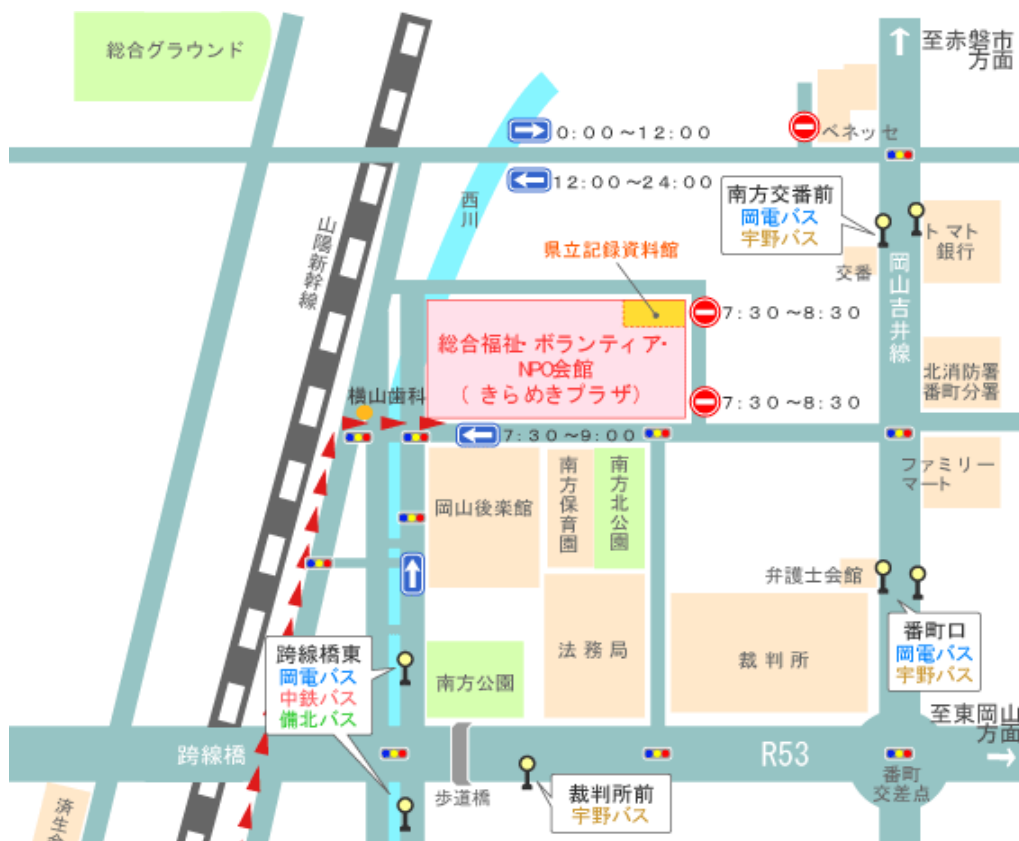 総合グラウンド
至赤磐市
方面
0:00～12:00
ベネッセ
12:00～24:00
西川
南方交番前
岡電バス
宇野バス
トマト
銀行
山陽新幹線
県立記録資料館
交番
岡山吉井線
7:30～8:30
総合福祉・ボランティア・
NPO会館
(きらめきプラザ)
北消防署
番町分署
横山歯科
7:30～8:30
7:30～9:00
ファミリー
マート
岡山後楽館
南方保育園
南方北公園
弁護士会館
跨線橋東
岡電バス
中鉄バス
備北バス
南方公園
法務局
裁判所
番町口
岡電バス
宇野バス
至東岡山
方面
跨線橋
R53
番町
交差点
歩道橋
裁判所前
宇野バス
済生